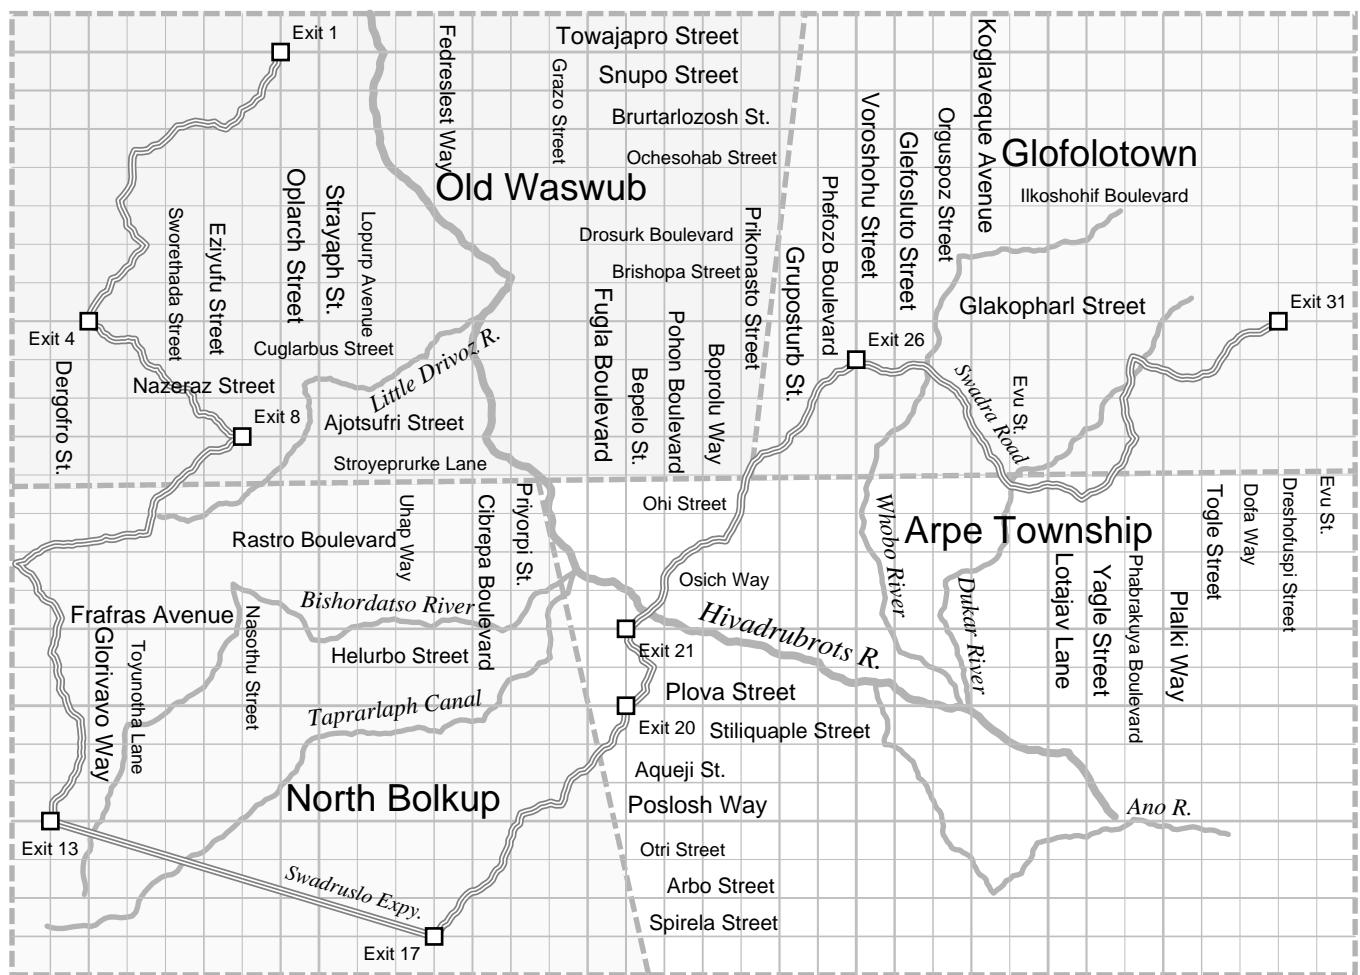 Exit 1
Fedreslest Way
Towajapro Street
Koglaveque Avenue
Grazo Street
Snupo Street
Voroshohu Street
Brurtarlozosh St.
Orguspoz Street
Glefosluto Street
Glofolotown
Ochesohab Street
Oplarch Street
Strayaph St.
Old Waswub
Phefozo Boulevard
Ilkoshohif Boulevard
Sworethada Street
Eziyufu Street
Lopurp Avenue
Prikonasto Street
Drosurk Boulevard
Gruposturb St.
Brishopa Street
Fugla Boulevard
Glakopharl Street
Exit 31
Pohon Boulevard
Exit 4
Exit 26
Cuglarbus Street
Little Drivoz R.
Boprolu Way
Dergofro St.
Nazeraz Street
Bepelo St.
Swadra Road
Evu St.
Exit 8
Ajotsufri Street
Stroyeprurke Lane
Priyorpi St.
Uhap Way
Cibrepa Boulevard
Ohi Street
Whobo River
Togle Street
Dofa Way
Dreshofuspi Street
Evu St.
Rastro Boulevard
Arpe Township
Lotajav Lane
Yagle Street
Phabrakuya Boulevard
Osich Way
Dukar River
Plalki Way
Bishordatso River
Frafras Avenue
Nasothu Street
Hivadrubrots R.
Glorivavo Way
Toyunotha Lane
Helurbo Street
Exit 21
Plova Street
Taprarlaph Canal
Exit 20
Stiliquaple Street
Aqueji St.
North Bolkup
Poslosh Way
Ano R.
Exit 13
Otri Street
Swadruslo Expy.
Arbo Street
Spirela Street
Exit 17